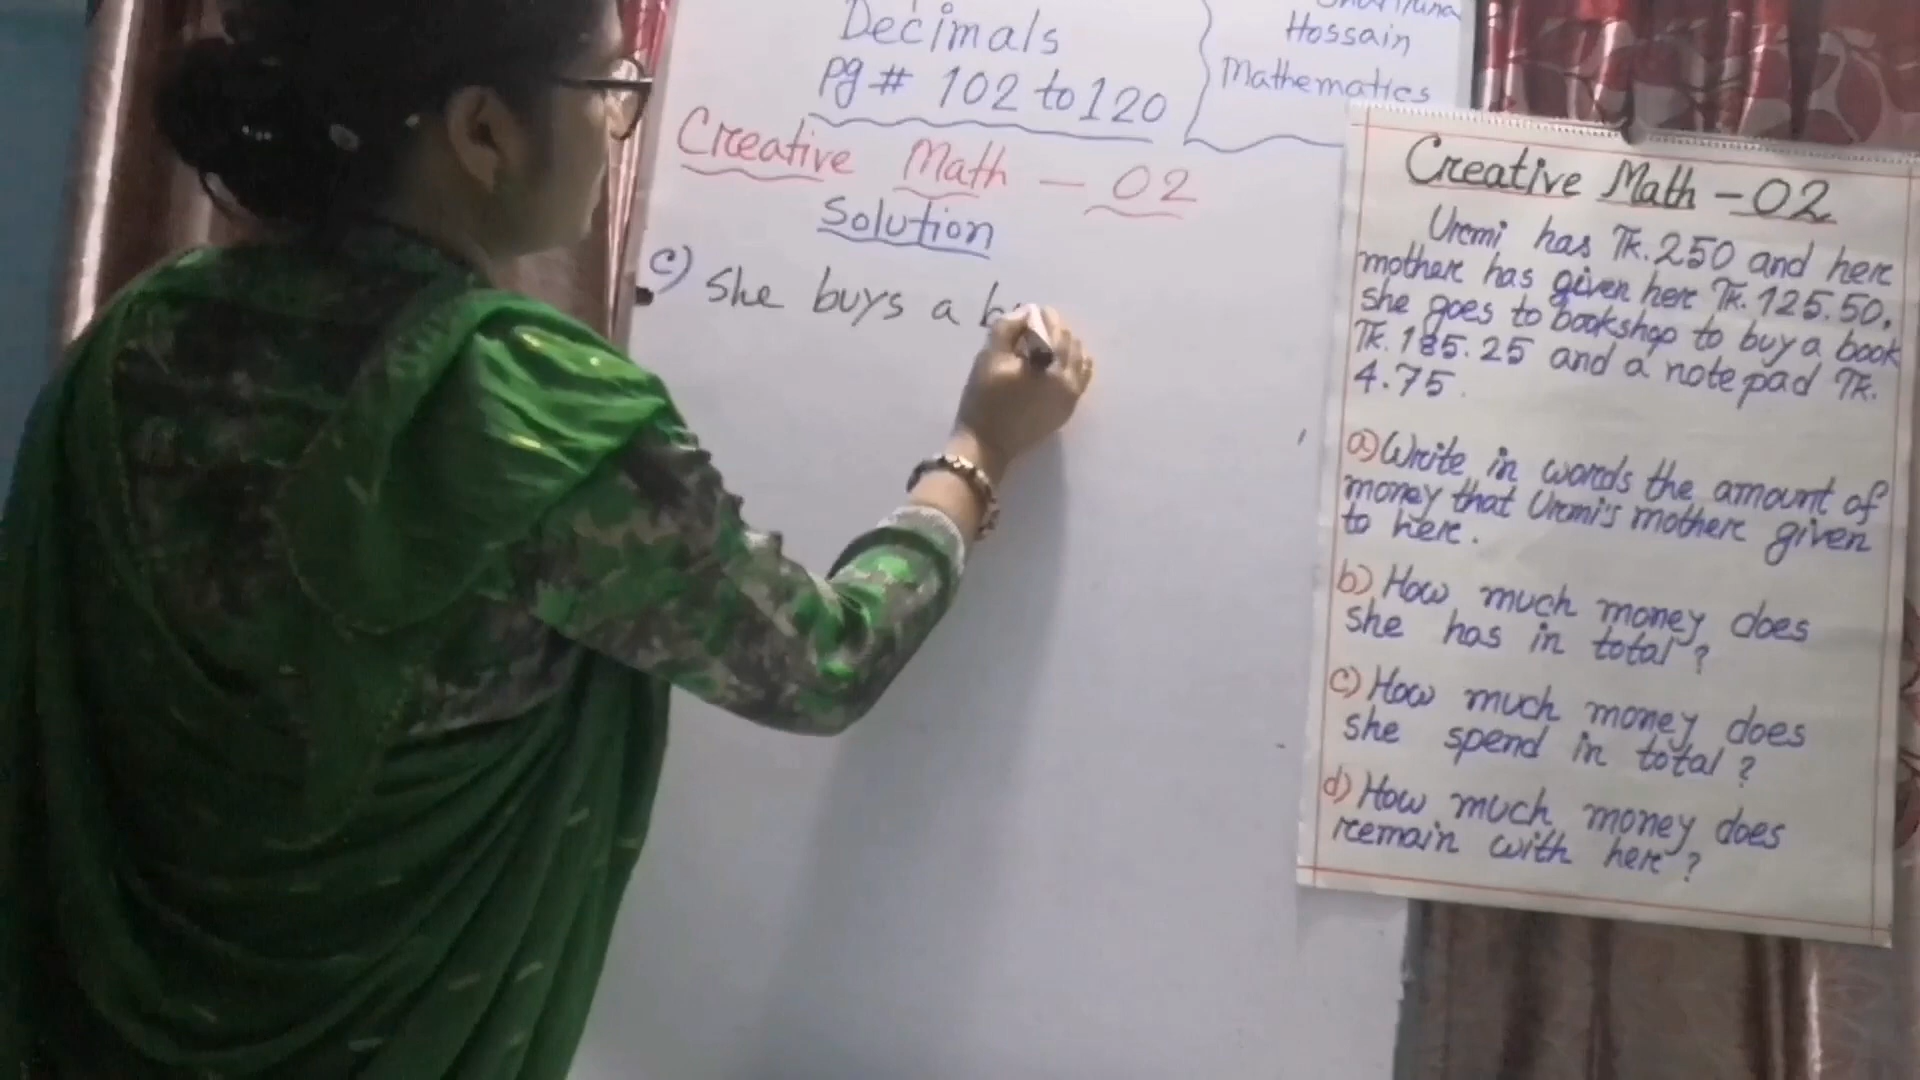 Decimals
pg # 102 to 120
Hossain
Mathematics
Creative Math - 02
Solution
c) She buys a
Creative Math - 02
Urmi has Tk. 250 and her
mother has given her Tk. 125.50.
she goes to bookshop to buy a book
Tk. 185.25 and a note pad Tk.
4.75.
a) Write in words the amount of
money that Urmi's mother given
to her.
b) How much money does
she has in total?
c) How much money does
she spend in total?
d) How much money does
remain with her?